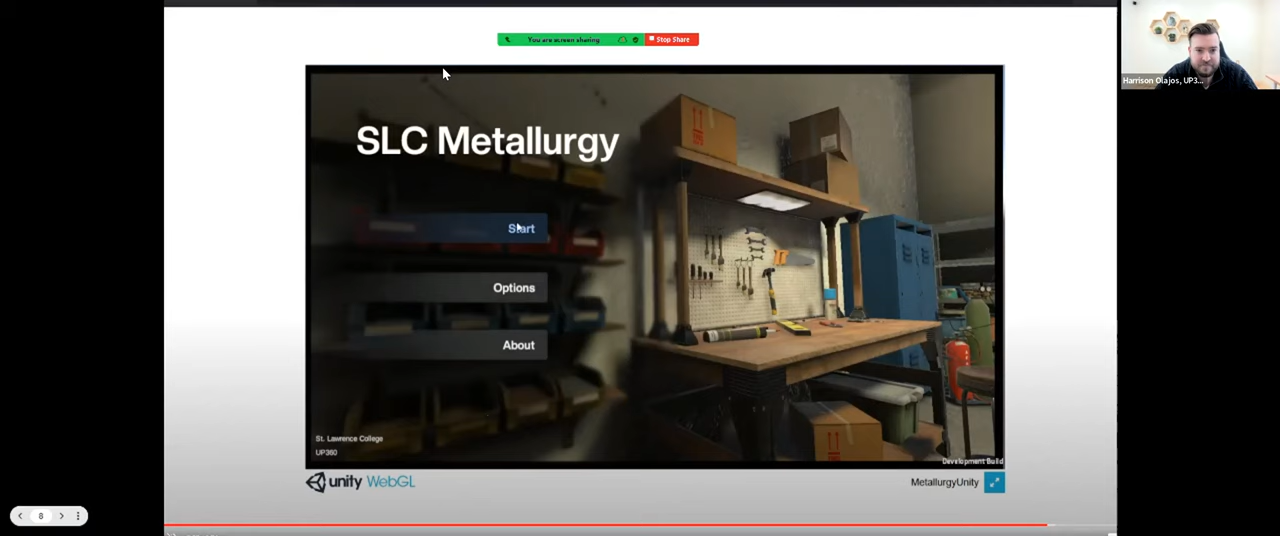 You are screen sharing
Stop Share
Harrison Olajos, UP3...
SLC Metallurgy
Start
Options
About
St. Lawrence College
UP360
Development Build
unity WebGL
MetallurgyUnity
8